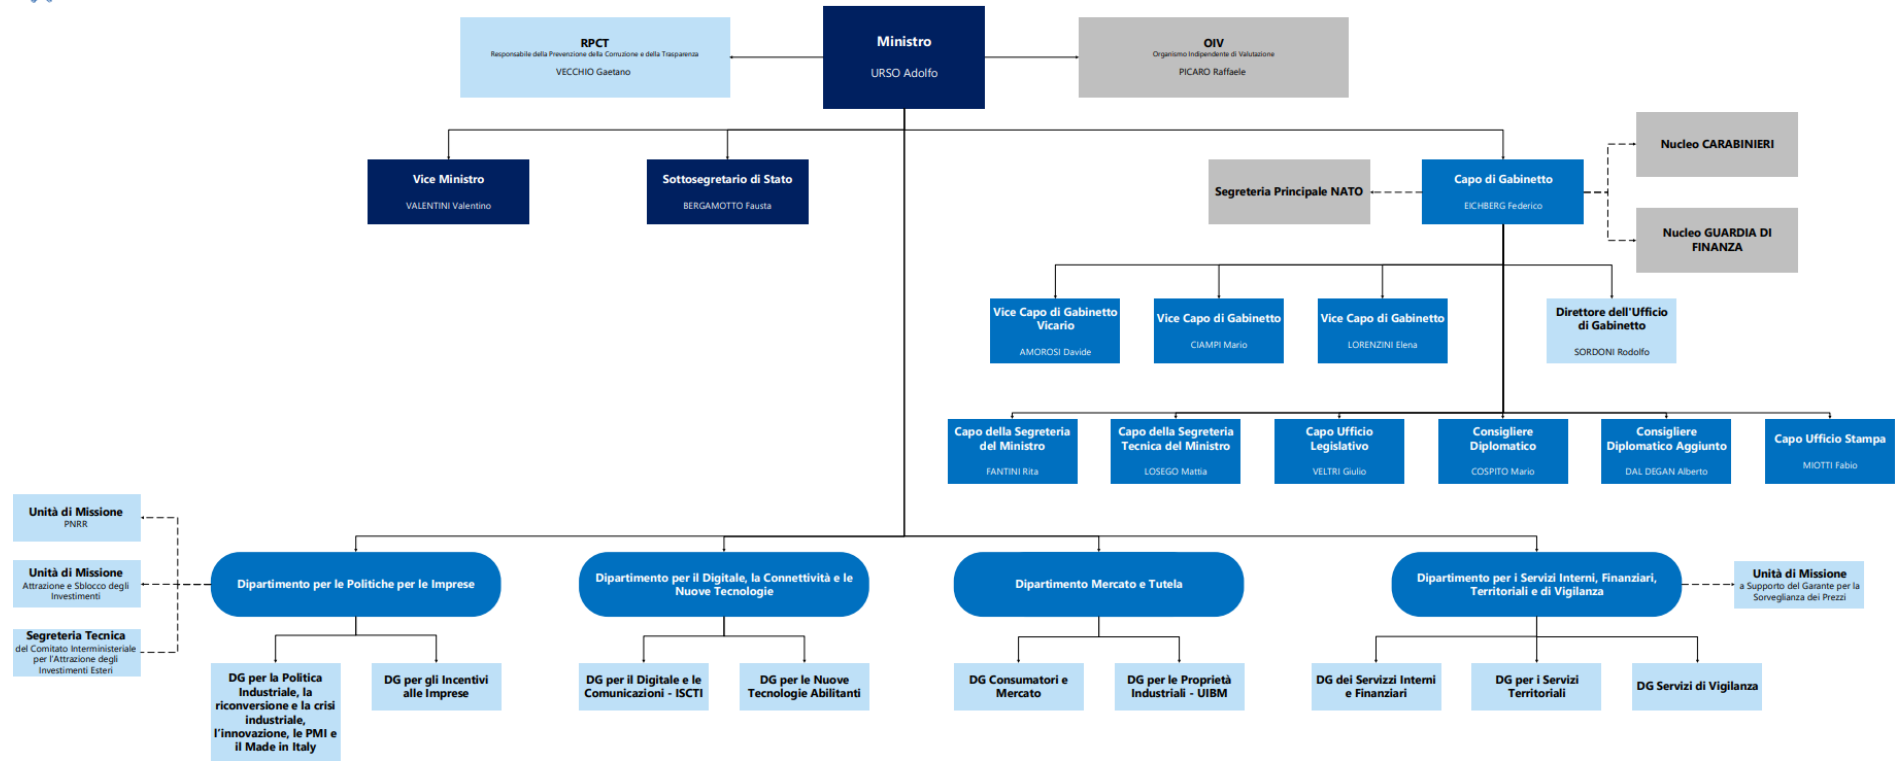 RPCT
Responsabile della Prevenzione della Corruzione e della Trasparenza
VECCHIO Gaetano
Ministro
URSO Adolfo
OIV
Organismo Indipendente di Valutazione
PICARO Raffaele
Vice Ministro
VALENTINI Valentino
Sottosegretario di Stato
BERGAMOTTO Fausta
Segreteria Principale NATO
Capo di Gabinetto
EICHBERG Federico
Nucleo CARABINIERI
Nucleo GUARDIA DI
FINANZA
Vice Capo di Gabinetto
Vicario
AMOROSI Davide
Vice Capo di Gabinetto
CIAMPI Mario
Vice Capo di Gabinetto
LORENZINI Elena
Direttore dell'Ufficio
di Gabinetto
SORDONI Rodolfo
Capo della Segreteria
del Ministro
FANTINI Rita
Capo della Segreteria
Tecnica del Ministro
LOSEGO Mattia
Capo Ufficio
Legislativo
VELTRI Giulio
Consigliere
Diplomatico
COSPITO Mario
Consigliere
Diplomatico Aggiunto
DAL DEGAN Alberto
Capo Ufficio Stampa
MIOTTI Fabio
Unità di Missione
PNRR
Unità di Missione
Attrazione e Sblocco degli
Investimenti
Segreteria Tecnica
del Comitato Interministeriale
per l'Attrazione degli
Investimenti Esteri
Dipartimento per le Politiche per le Imprese
Dipartimento per il Digitale, la Connettività e le
Nuove Tecnologie
Dipartimento Mercato e Tutela
Dipartimento per i Servizi Interni, Finanziari,
Territoriali e di Vigilanza
Unità di Missione
a Supporto del Garante per la
Sorveglianza dei Prezzi
DG per la Politica
Industriale, la
riconversione e la crisi
industriale,
l'innovazione, le PMI e
il Made in Italy
DG per gli Incentivi
alle Imprese
DG per il Digitale e le
Comunicazioni - ISCTI
DG per le Nuove
Tecnologie Abilitanti
DG Consumatori e
Mercato
DG per le Proprietà
Industriali - UIBM
DG dei Servizzi Interni
e Finanziari
DG per i Servizi
Territoriali
DG Servizi di Vigilanza